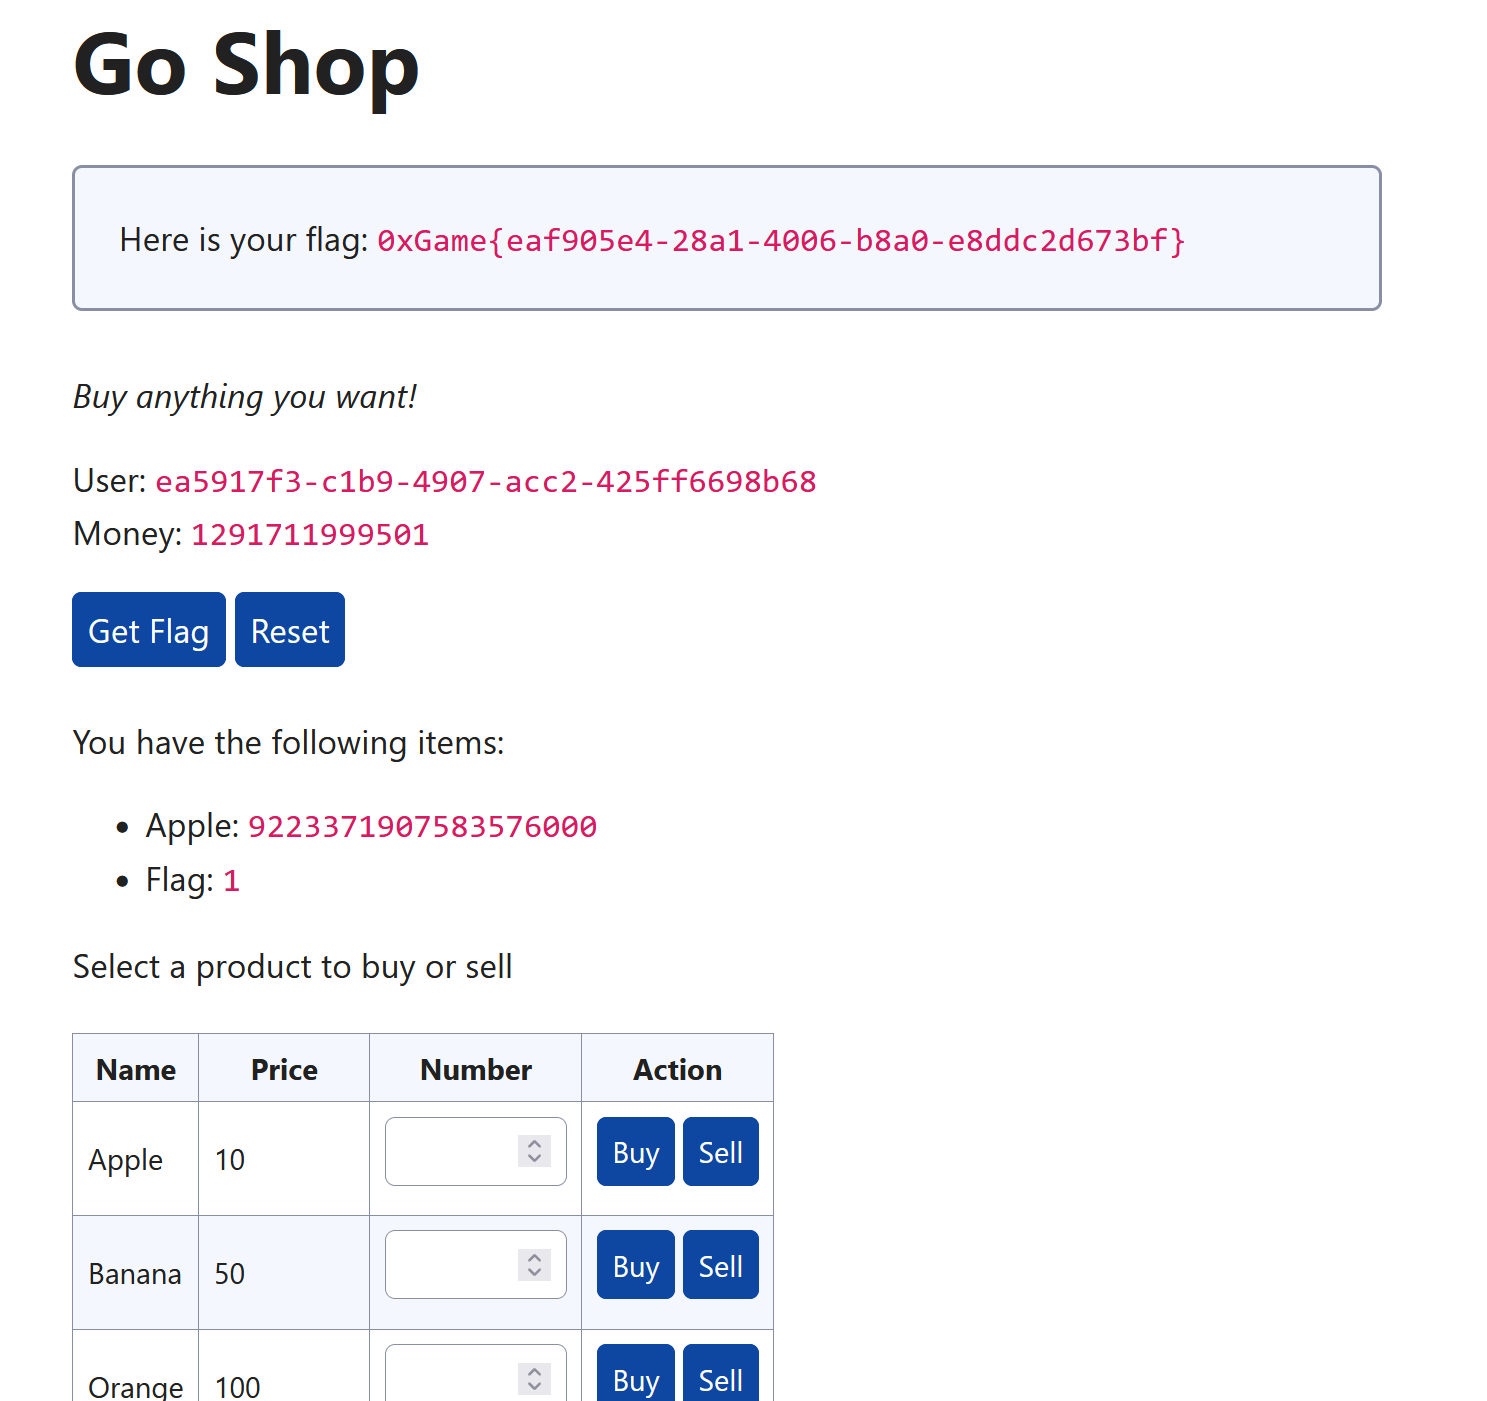 Go Shop
Here is your flag: 0xGame{eaf905e4-28a1-4006-b8a0-e8ddc2d673bf}
Buy anything you want!
User: ea5917f3-c1b9-4907-acc2-425ff6698b68
Money: 1291711999501
Get Flag Reset
You have the following items:
• Apple: 9223371907583576000
• Flag: 1
Select a product to buy or sell
Name Price Number Action
Apple 10 Buy Sell
Banana 50 Buy Sell
Orange 100 Buy Sell